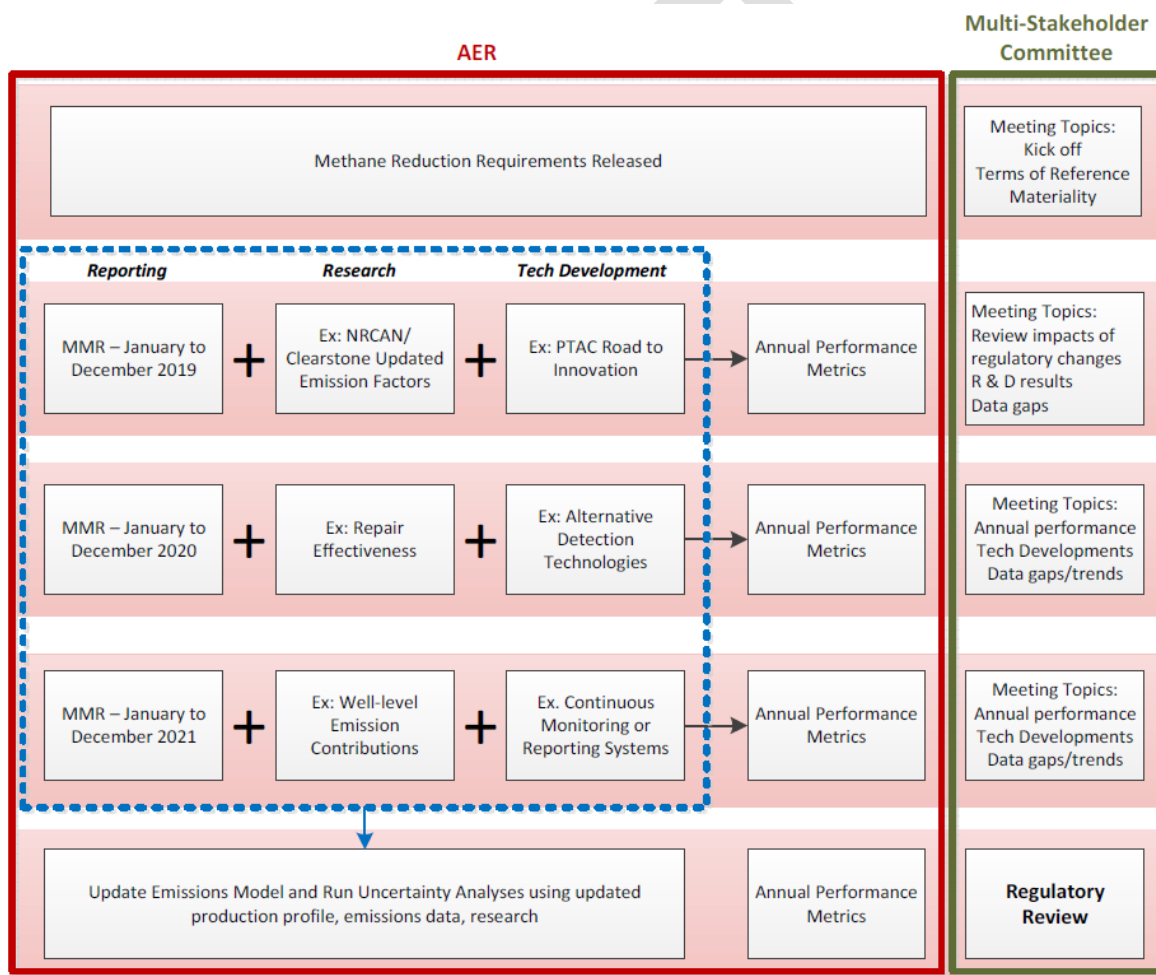 Multi-Stakeholder
Committee
AER
Methane Reduction Requirements Released
Meeting Topics:
Kick off
Terms of Reference
Materiality
Reporting
Research
Tech Development
MMR – January to
December 2019
+
Ex: NRCAN/
Clearstone Updated
Emission Factors
+
Ex: PTAC Road to
Innovation
Annual Performance
Metrics
Meeting Topics:
Review impacts of
regulatory changes
R & D results
Data gaps
MMR – January to
December 2020
+
Ex: Repair
Effectiveness
+
Ex: Alternative
Detection
Technologies
Annual Performance
Metrics
Meeting Topics:
Annual performance
Tech Developments
Data gaps/trends
MMR – January to
December 2021
+
Ex: Well-level
Emission
Contributions
+
Ex. Continuous
Monitoring or
Reporting Systems
Annual Performance
Metrics
Meeting Topics:
Annual performance
Tech Developments
Data gaps/trends
Update Emissions Model and Run Uncertainty Analyses using updated
production profile, emissions data, research
Annual Performance
Metrics
Regulatory
Review